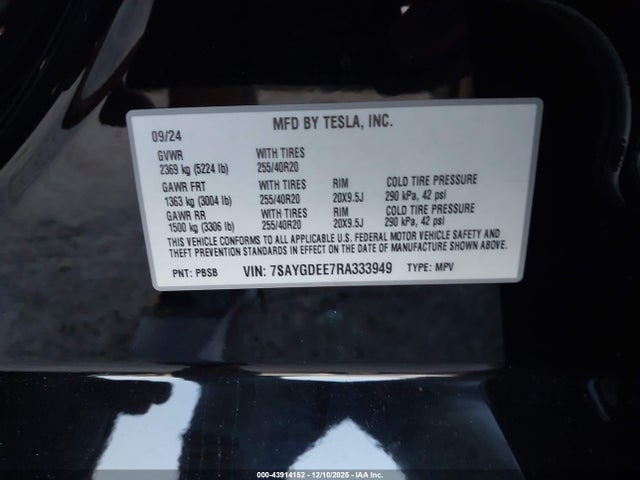 MFD BY TESLA, INC.
09/24
GVWR WITH TIRES
2369 kg (5224 lb) 255/40R20
GAWR FRT WITH TIRES RIM COLD TIRE PRESSURE
1363 kg (3004 lb) 255/40R20 20X9.5J 290 kPa, 42 psi
GAWR RR WITH TIRES RIM COLD TIRE PRESSURE
1500 kg (3306 lb) 255/40R20 20X9.5J 290 kPa, 42 psi
THIS VEHICLE CONFORMS TO ALL APPLICABLE U.S. FEDERAL MOTOR VEHICLE SAFETY AND
THEFT PREVENTION STANDARDS IN EFFECT ON THE DATE OF MANUFACTURE SHOWN ABOVE.
PNT: PBSB VIN: 7SAYGDEE7RA333949 TYPE: MPV
000-43914152 - 12/10/2025 - IAA Inc.